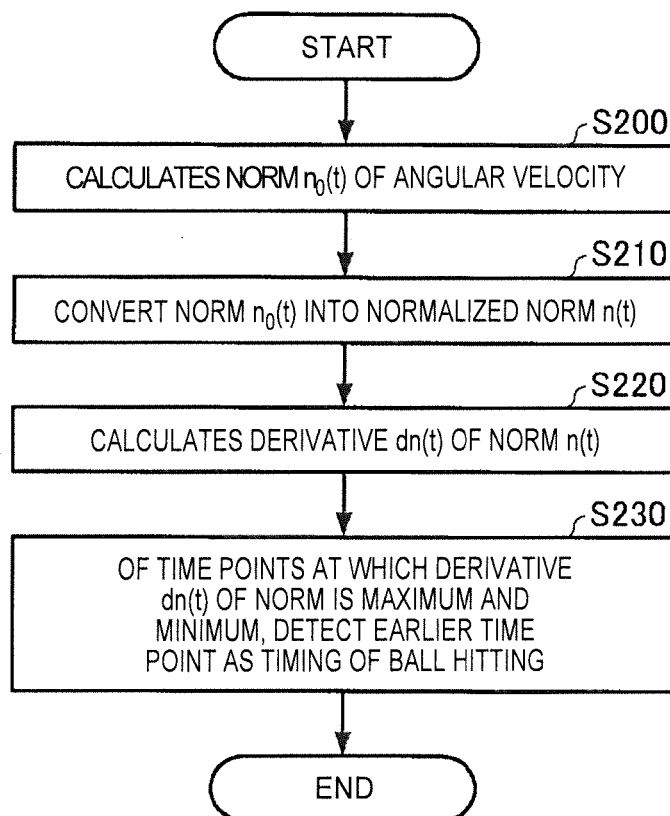 START
S200
CALCULATES NORM n₀(t) OF ANGULAR VELOCITY
S210
CONVERT NORM n₀(t) INTO NORMALIZED NORM n(t)
S220
CALCULATES DERIVATIVE dn(t) OF NORM n(t)
S230
OF TIME POINTS AT WHICH DERIVATIVE
dn(t) OF NORM IS MAXIMUM AND
MINIMUM, DETECT EARLIER TIME
POINT AS TIMING OF BALL HITTING
END